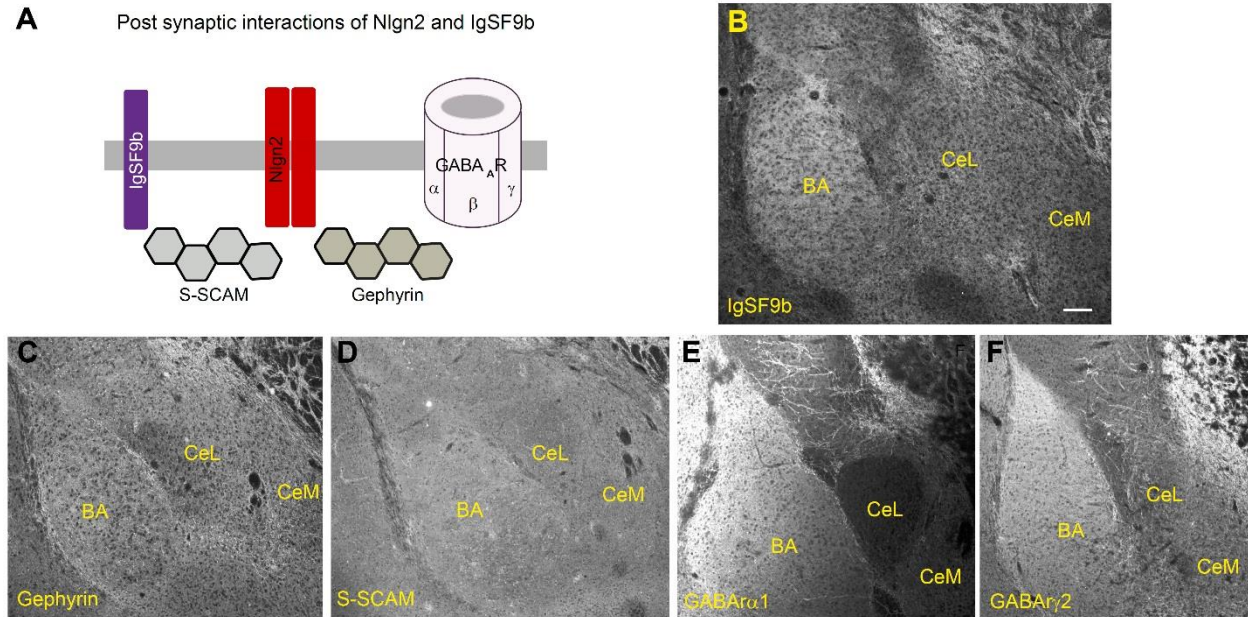 A
Post synaptic interactions of Nlgn2 and IgSF9b
IgSF9b
Nlgn2
GABA A R
α
β
γ
S-SCAM
Gephyrin
B
BA
CeL
CeM
IgSF9b
C
BA
CeL
CeM
Gephyrin
D
BA
CeL
CeM
S-SCAM
E
F
BA
CeL
CeM
GABArα1
F
BA
CeL
CeM
GABArγ2